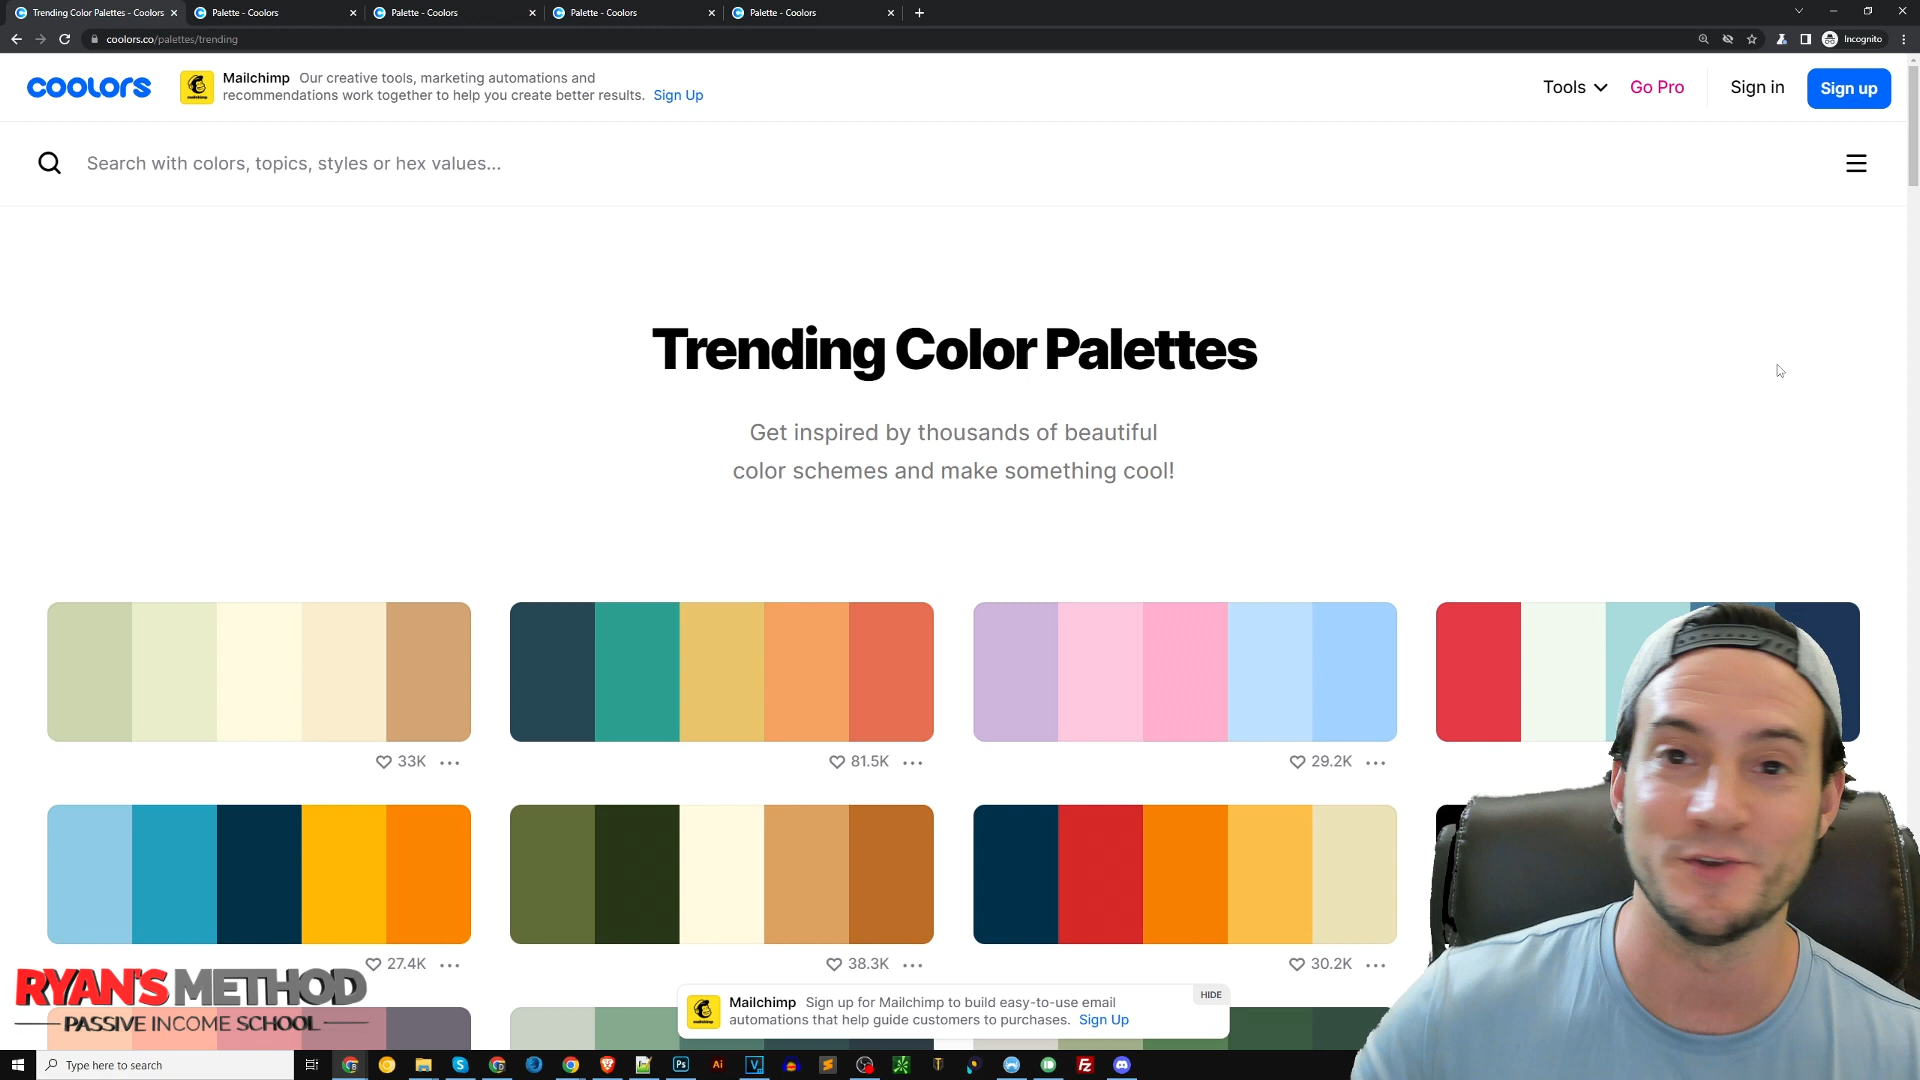 Trending Color Palettes - Coolors
Palette - Coolors
Palette - Coolors
Palette - Coolors
Palette - Coolors
coolors.co/palettes/trending
Incognito
coolors
Mailchimp Our creative tools, marketing automations and
recommendations work together to help you create better results. Sign Up
Tools
Go Pro
Sign in
Sign up
Search with colors, topics, styles or hex values...
Trending Color Palettes
Get inspired by thousands of beautiful
color schemes and make something cool!
33K
81.5K
29.2K
27.4K
38.3K
30.2K
RYAN'S METHOD
PASSIVE INCOME SCHOOL
Mailchimp Sign up for Mailchimp to build easy-to-use email
automations that help guide customers to purchases. Sign Up
HIDE
Type here to search
Ps
Ai